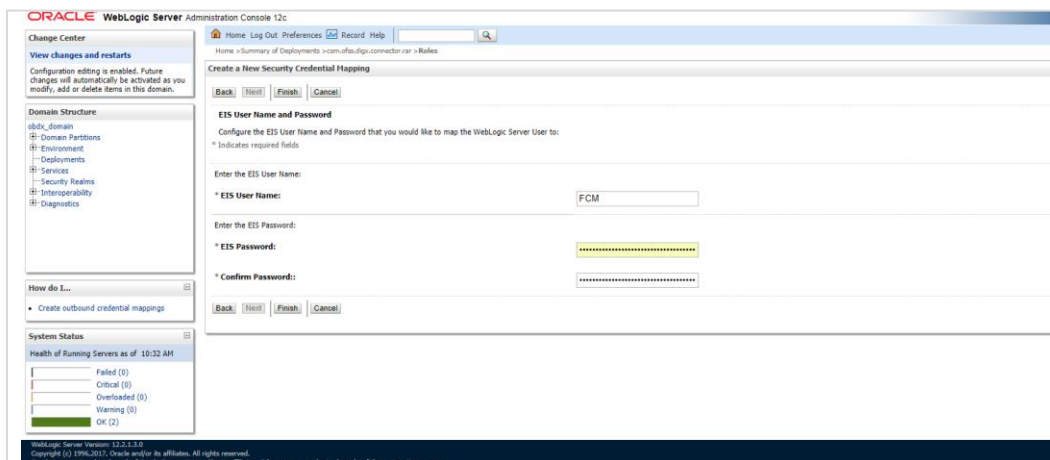 ORACLE WebLogic Server Administration Console 12c
Change Center
View changes and restarts
Configuration editing is enabled. Future
changes will automatically be activated as you
modify, add or delete items in this domain.
Domain Structure
obdx_domain
Domain Partitions
Environment
Deployments
Services
Security Realms
Interoperability
Diagnostics
How do I...
Create outbound credential mappings
System Status
Health of Running Servers as of 10:32 AM
Failed (0)
Critical (0)
Overloaded (0)
Warning (0)
OK (2)
Home Log Out Preferences Record Help
Home >Summary of Deployments >com.ofss.digx.connector.rar >Roles
Create a New Security Credential Mapping
Back Next Finish Cancel
EIS User Name and Password
Configure the EIS User Name and Password that you would like to map the WebLogic Server User to:
* Indicates required fields
Enter the EIS User Name:
* EIS User Name: FCM
Enter the EIS Password:
* EIS Password:
* Confirm Password::
Back Next Finish Cancel
WebLogic Server Version: 12.2.1.3.0
Copyright (c) 1996,2017, Oracle and/or its affiliates. All rights reserved.